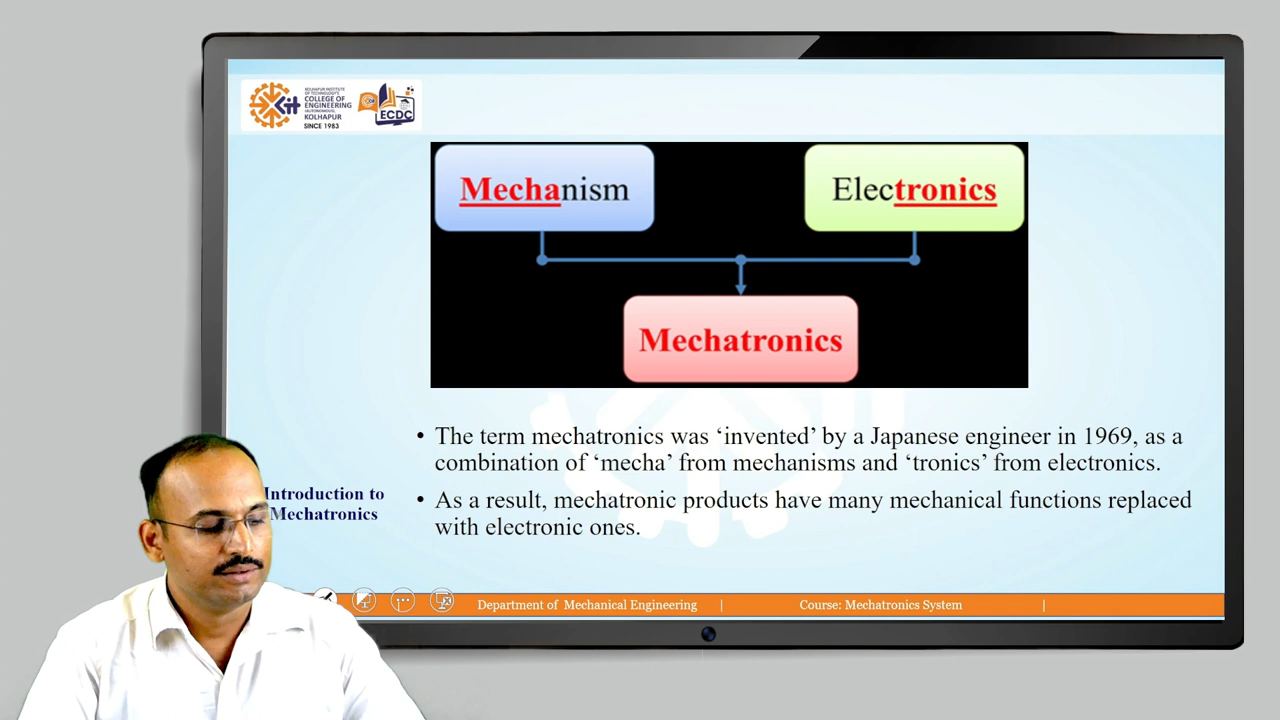 KOLHAPUR INSTITUTE
OF TECHNOLOGY'S
COLLEGE OF
ENGINEERING
(AUTONOMOUS),
KOLHAPUR
SINCE 1983
Kit
ECDC
Mechanism
Electronics
Mechatronics
• The term mechatronics was ‘invented’ by a Japanese engineer in 1969, as a
combination of ‘mecha’ from mechanisms and ‘tronics’ from electronics.
• As a result, mechatronic products have many mechanical functions replaced
with electronic ones.
Introduction to
Mechatronics
Department of Mechanical Engineering | Course: Mechatronics System |